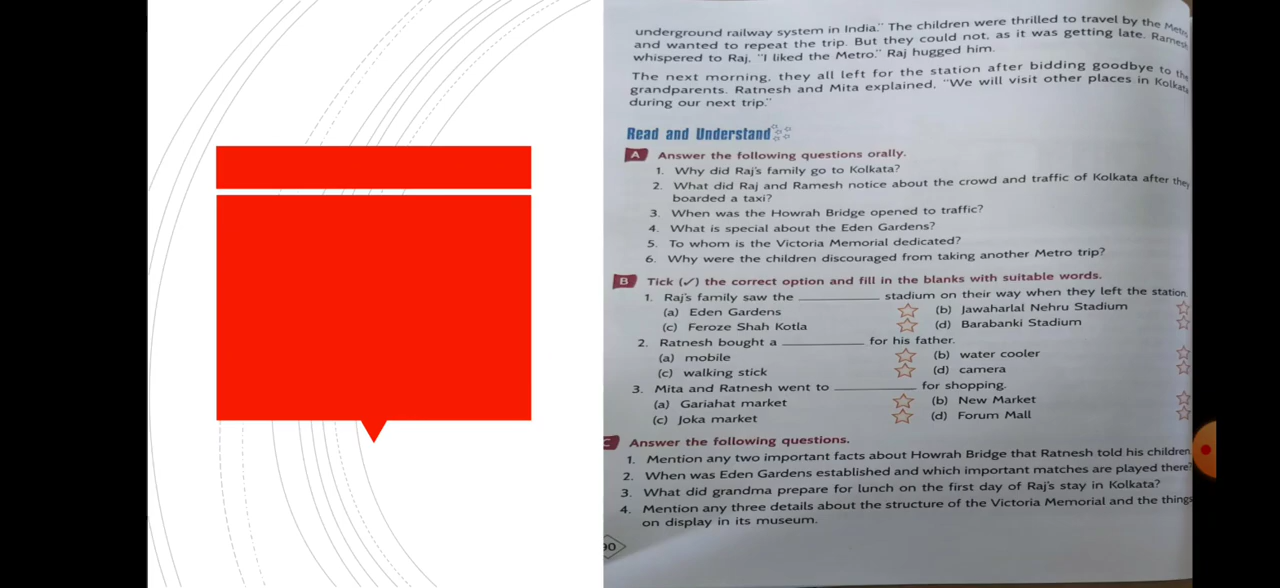 underground railway system in India." The children were thrilled to travel by the Metro
and wanted to repeat the trip. But they could not, as it was getting late. Ramesh
whispered to Raj, "I liked the Metro." Raj hugged him.
The next morning, they all left for the station after bidding goodbye to the
grandparents. Ratnesh and Mita explained, "We will visit other places in Kolkata
during our next trip."
Read and Understand
A Answer the following questions orally.
1. Why did Raj's family go to Kolkata?
2. What did Raj and Ramesh notice about the crowd and traffic of Kolkata after they
boarded a taxi?
3. When was the Howrah Bridge opened to traffic?
4. What is special about the Eden Gardens?
5. To whom is the Victoria Memorial dedicated?
6. Why were the children discouraged from taking another Metro trip?
B Tick (✓) the correct option and fill in the blanks with suitable words.
1. Raj's family saw the ____________ stadium on their way when they left the station.
(a) Eden Gardens (b) Jawaharlal Nehru Stadium
(c) Feroze Shah Kotla (d) Barabanki Stadium
2. Ratnesh bought a ____________ for his father.
(a) mobile (b) water cooler
(c) walking stick (d) camera
3. Mita and Ratnesh went to ____________ for shopping.
(a) Gariahat market (b) New Market
(c) Joka market (d) Forum Mall
C Answer the following questions.
1. Mention any two important facts about Howrah Bridge that Ratnesh told his children.
2. When was Eden Gardens established and which important matches are played there?
3. What did grandma prepare for lunch on the first day of Raj's stay in Kolkata?
4. Mention any three details about the structure of the Victoria Memorial and the things
on display in its museum.
90